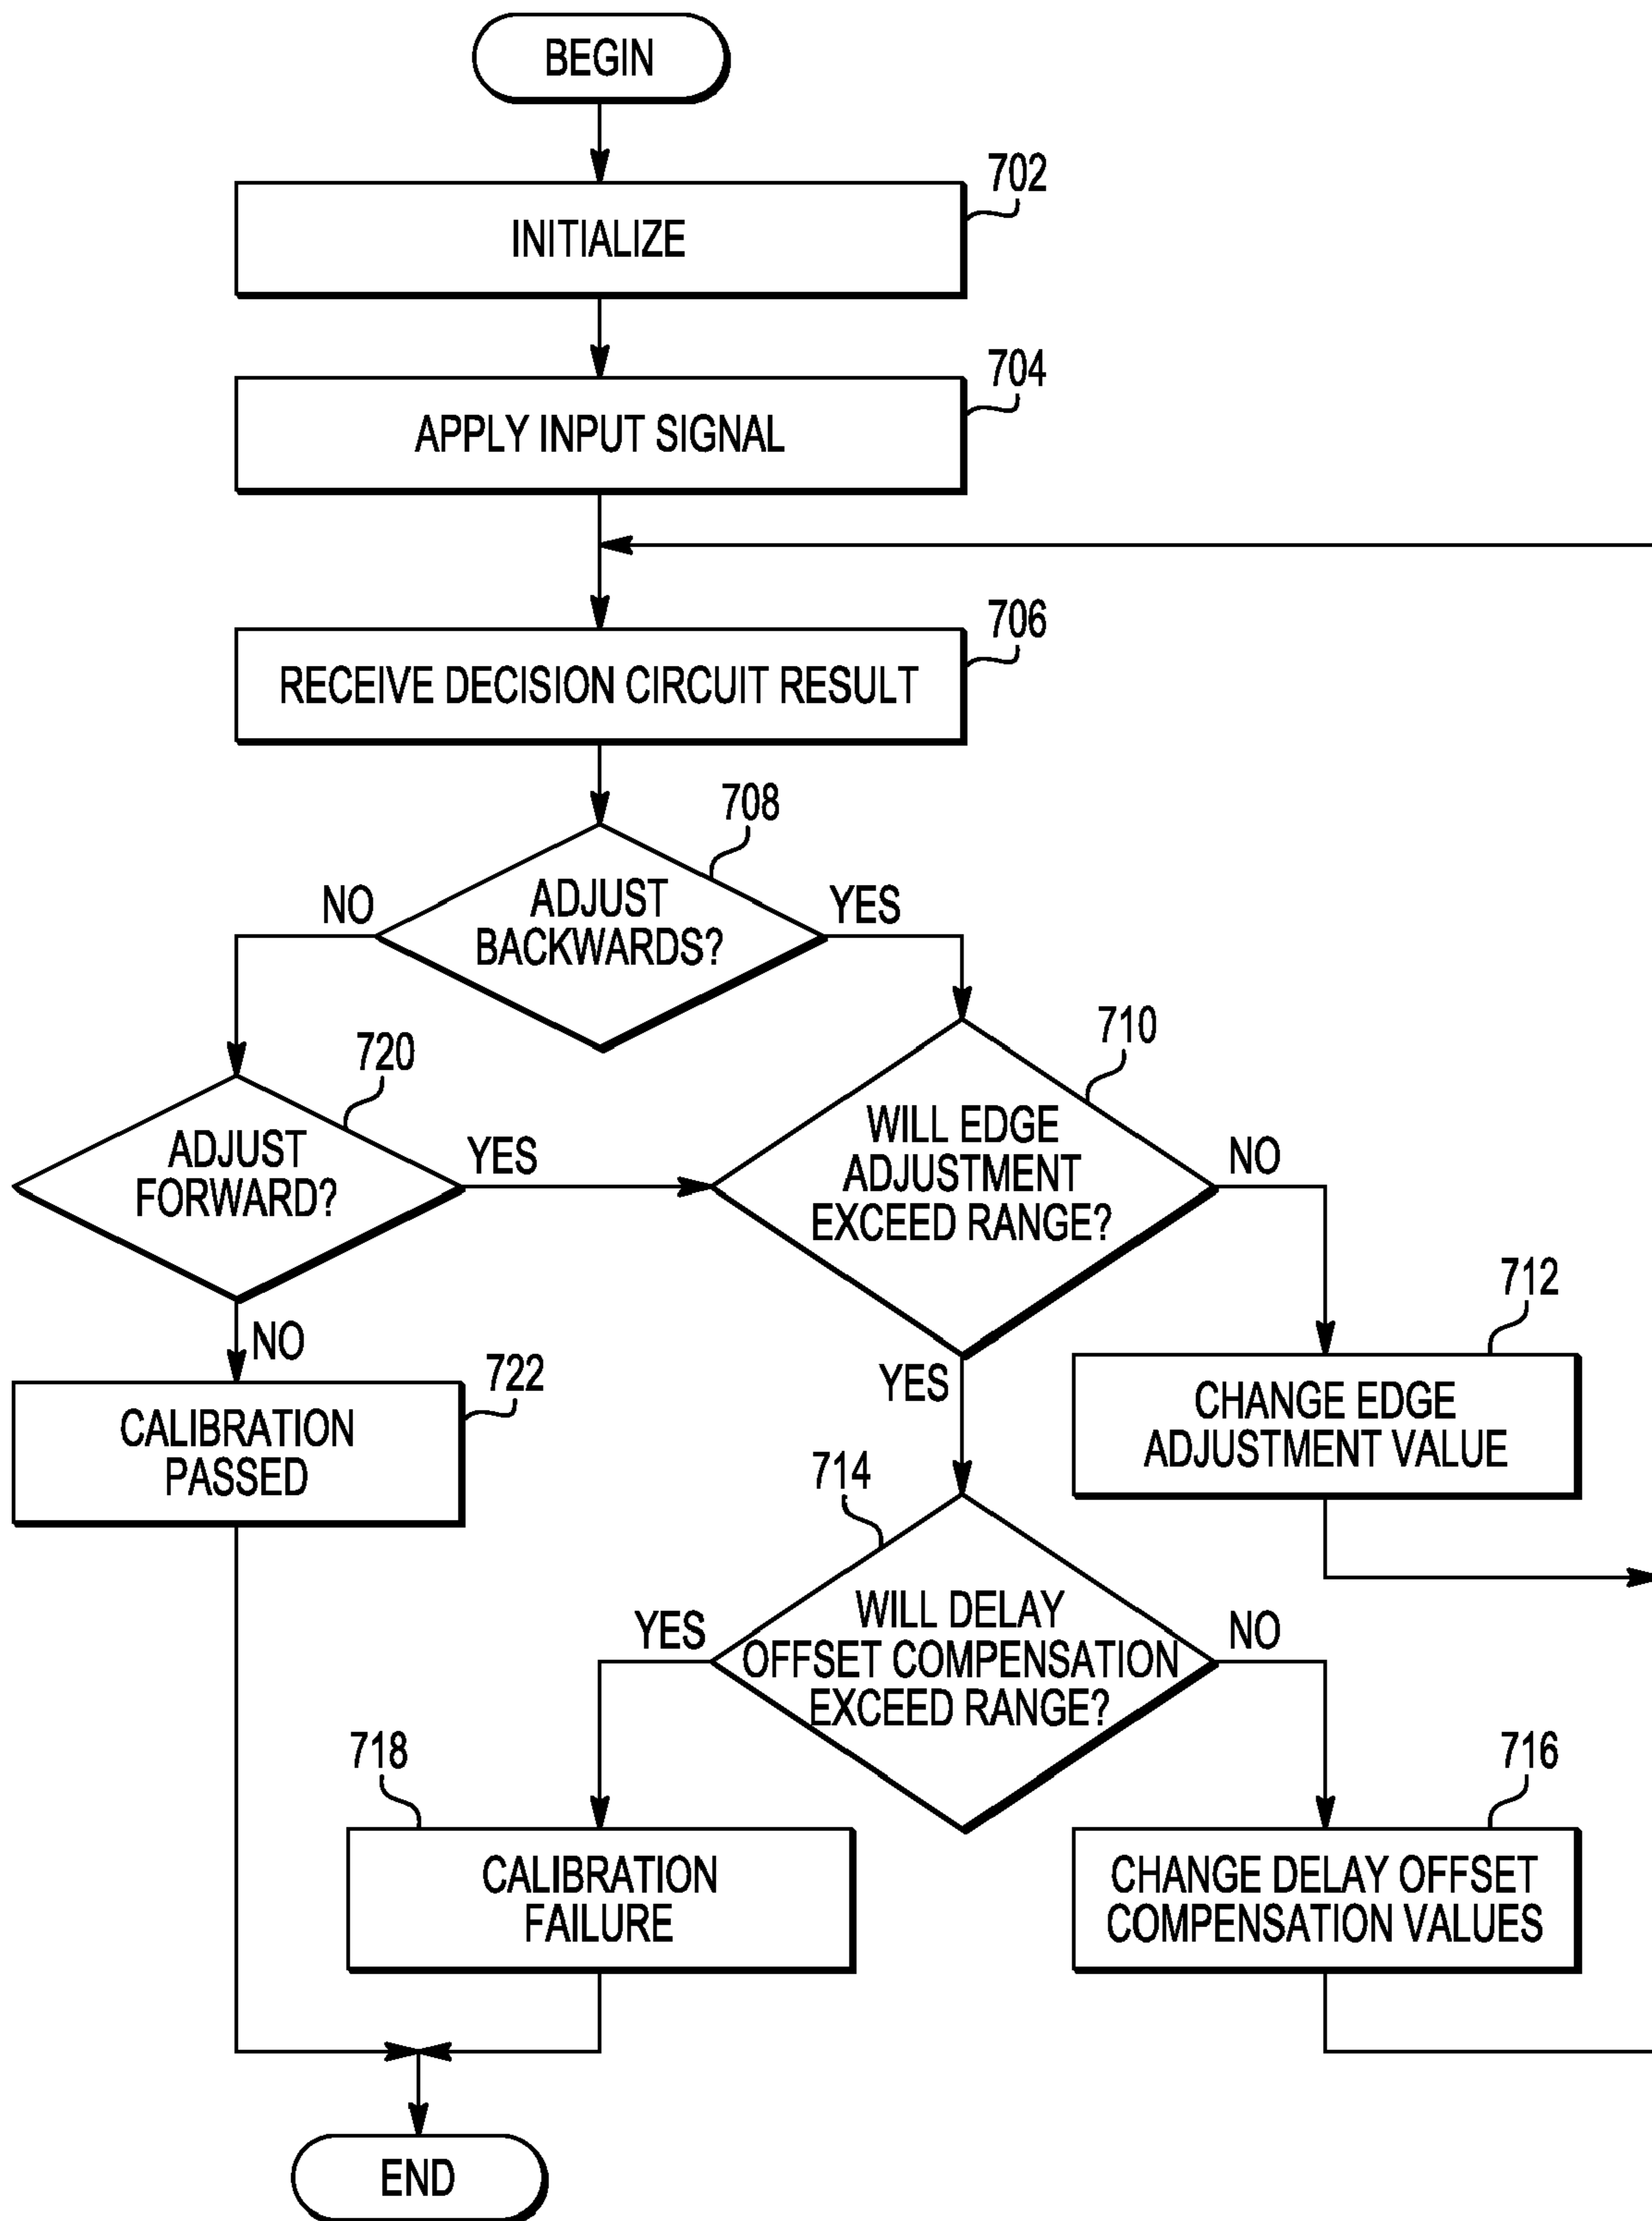 BEGIN
702
INITIALIZE
704
APPLY INPUT SIGNAL
706
RECEIVE DECISION CIRCUIT RESULT
708
NO
ADJUST
BACKWARDS?
YES
720
ADJUST
FORWARD?
YES
710
WILL EDGE
ADJUSTMENT
EXCEED RANGE?
NO
NO
722
CALIBRATION
PASSED
YES
712
CHANGE EDGE
ADJUSTMENT VALUE
714
YES
WILL DELAY
OFFSET COMPENSATION
EXCEED RANGE?
NO
718
CALIBRATION
FAILURE
716
CHANGE DELAY OFFSET
COMPENSATION VALUES
END